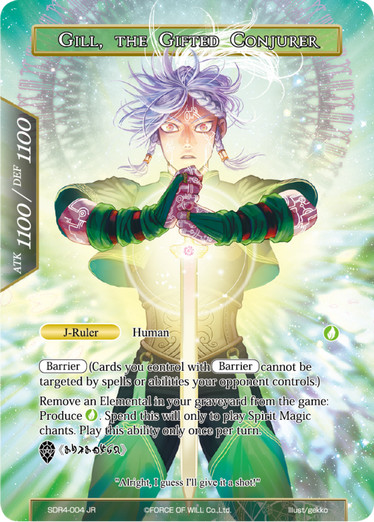 GILL, THE GIFTED CONJURER
ATK 1100 / DEF 1100
J-Ruler Human
Barrier (Cards you control with Barrier cannot be
targeted by spells or abilities your opponent controls.)
Remove an Elemental in your graveyard from the game:
Produce . Spend this will only to play Spirit Magic
chants. Play this ability only once per turn.
"Alright, I guess I'll give it a shot!"
SDR4-004 JR ©FORCE OF WILL Co.,Ltd. Illust/gekko